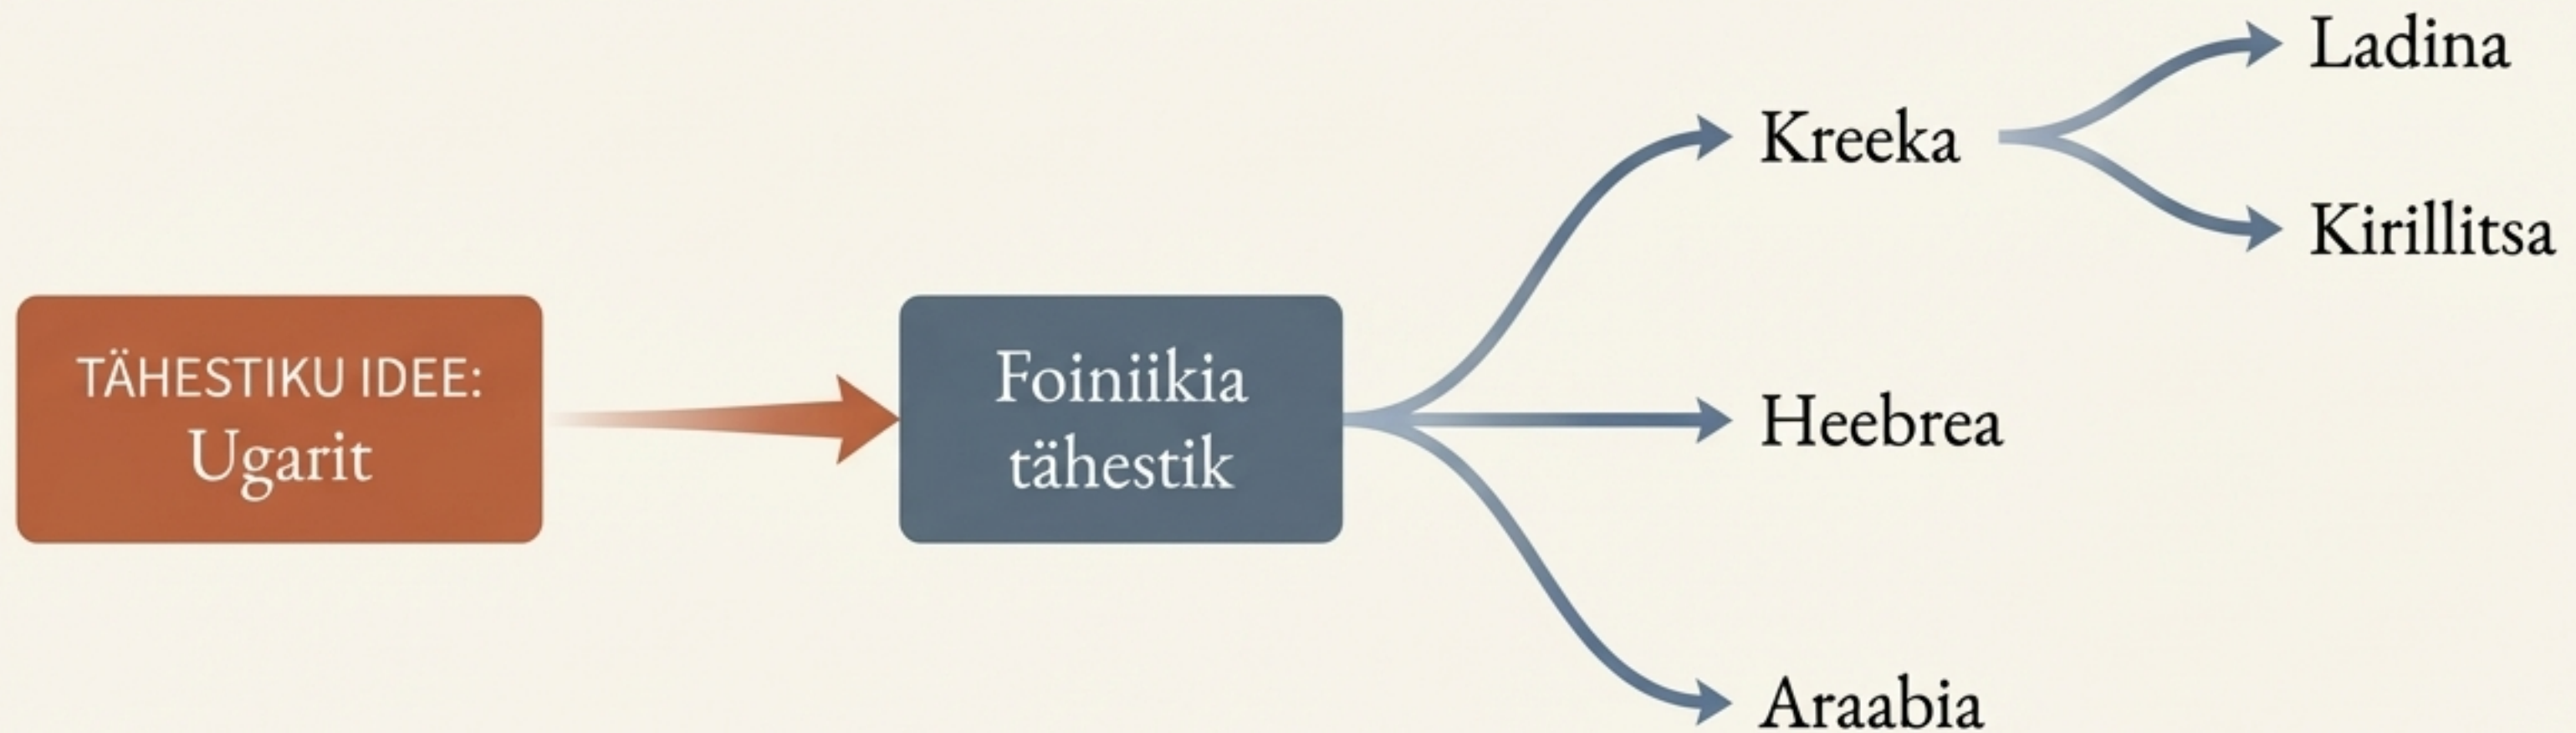 TÄHESTIKU IDEE:
Ugarit
Foiniikia
tähestik
Kreeka
Ladina
Kirillitsa
Heebrea
Araabia